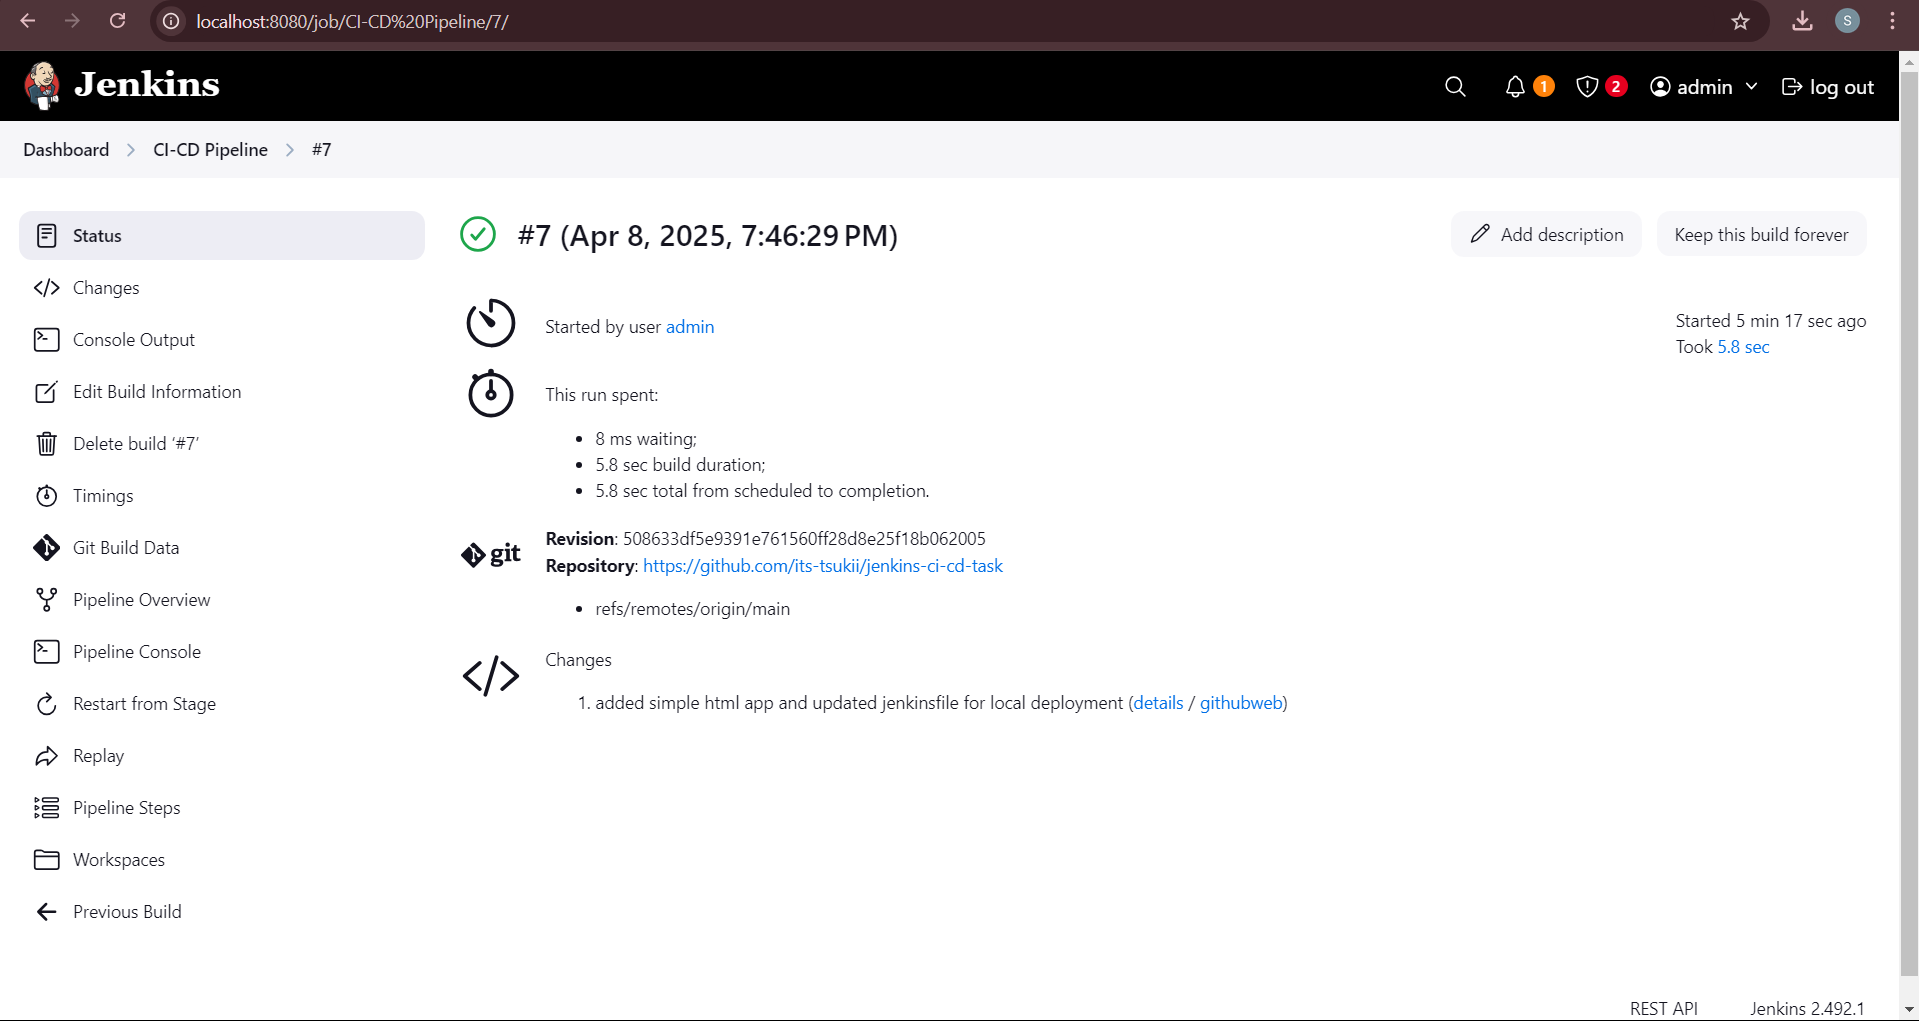 localhost:8080/job/CI-CD%20Pipeline/7/
S
Jenkins
1
2
admin
log out
Dashboard
CI-CD Pipeline
#7
Status
Changes
Console Output
Edit Build Information
Delete build ‘#7’
Timings
Git Build Data
Pipeline Overview
Pipeline Console
Restart from Stage
Replay
Pipeline Steps
Workspaces
Previous Build
#7 (Apr 8, 2025, 7:46:29 PM)
Add description
Keep this build forever
Started by user admin
Started 5 min 17 sec ago
Took 5.8 sec
This run spent:
8 ms waiting;
5.8 sec build duration;
5.8 sec total from scheduled to completion.
git
Revision: 508633df5e9391e761560ff28d8e25f18b062005
Repository: https://github.com/its-tsukii/jenkins-ci-cd-task
refs/remotes/origin/main
Changes
1. added simple html app and updated jenkinsfile for local deployment (details / githubweb)
REST API
Jenkins 2.492.1